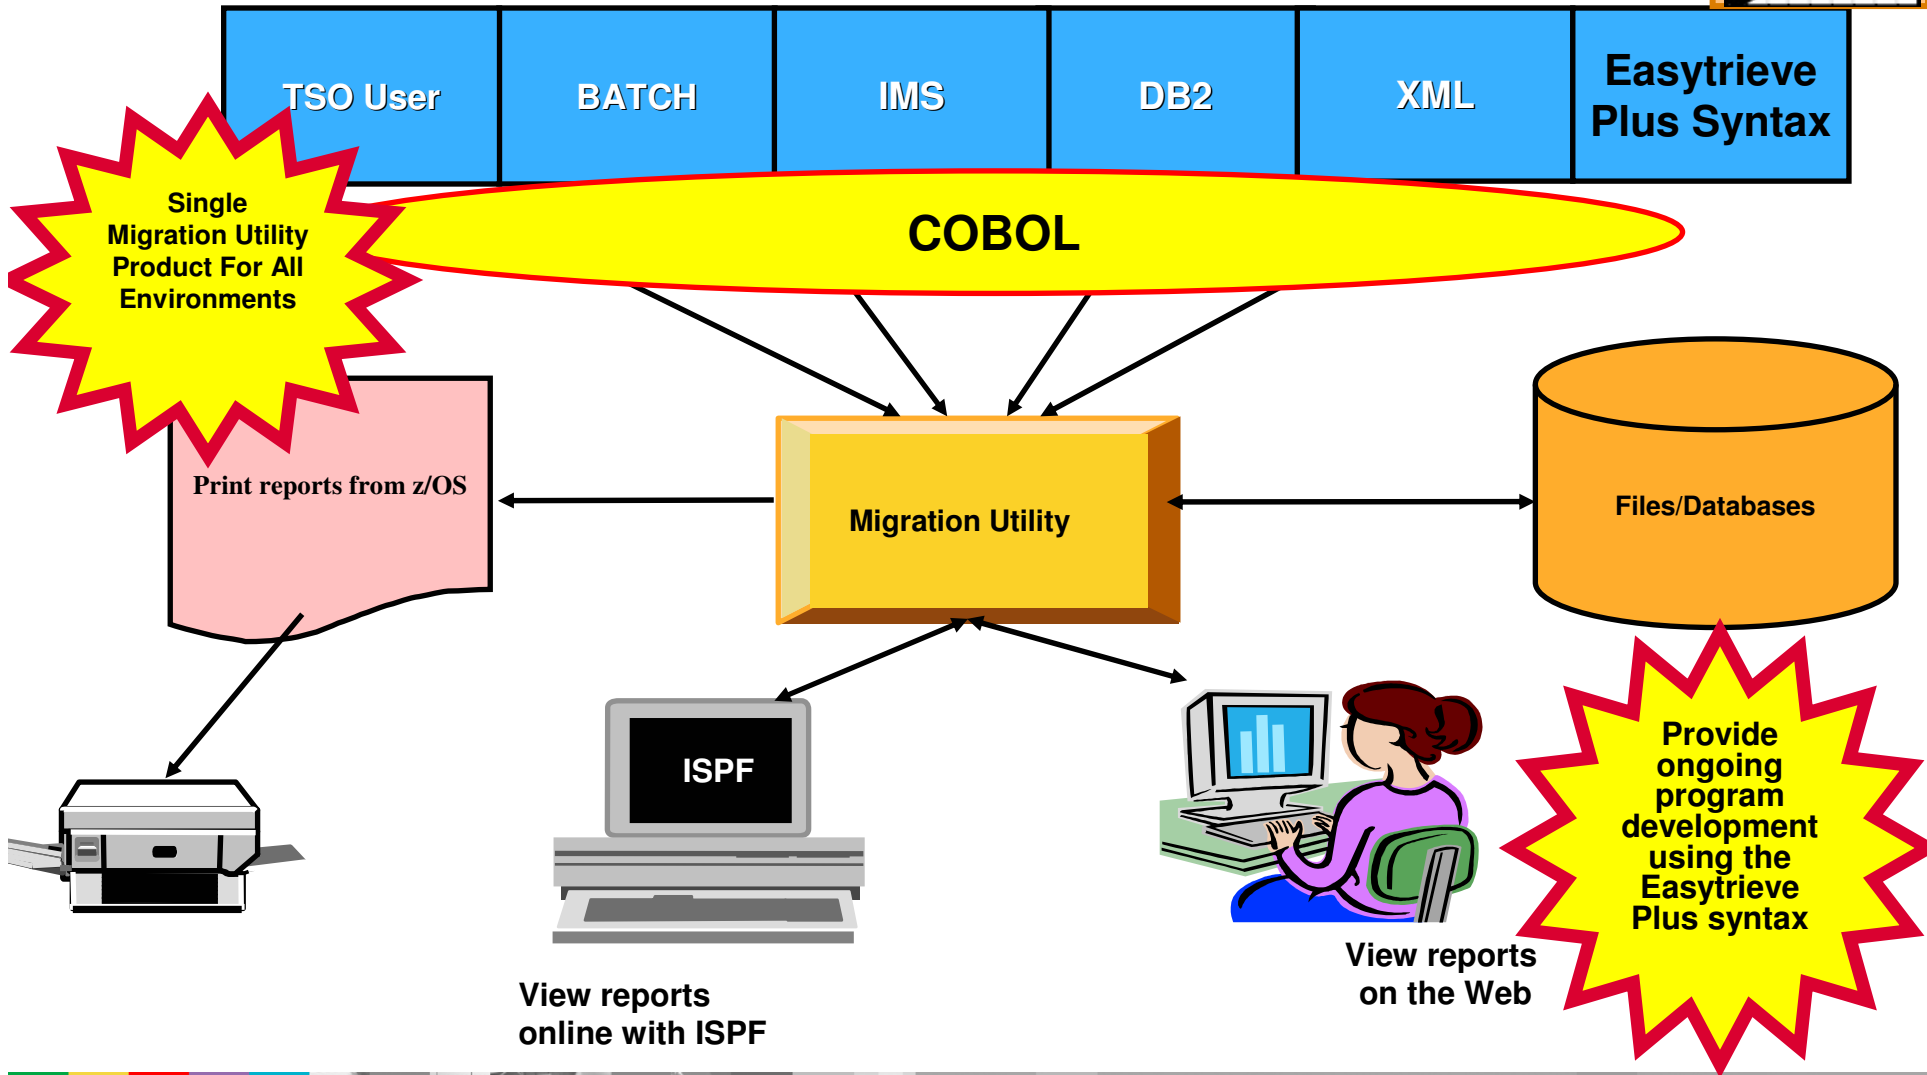 TSO User
BATCH
IMS
DB2
XML
Easytrieve
Plus Syntax
Single
Migration Utility
Product For All
Environments
COBOL
Print reports from z/OS
Migration Utility
Files/Databases
ISPF
View reports
online with ISPF
View reports
on the Web
Provide
ongoing
program
development
using the
Easytrieve
Plus syntax